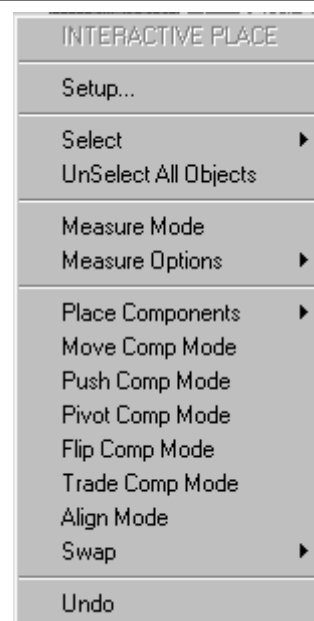 INTERACTIVE PLACE
Setup...
Select
UnSelect All Objects
Measure Mode
Measure Options
Place Components
Move Comp Mode
Push Comp Mode
Pivot Comp Mode
Flip Comp Mode
Trade Comp Mode
Align Mode
Swap
Undo